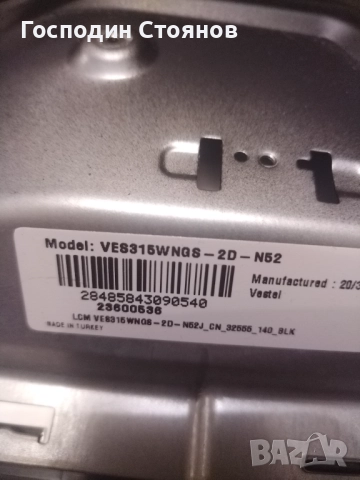 Господин Стоянов
Model: VES315WNGS-2D-N52
Manufactured : 20/3
Vestel
28485843090540
23600536
LCM VES315WNGS-2D-N52J_CN_32555_140_BLK
MADE IN TURKEY
BAZAR